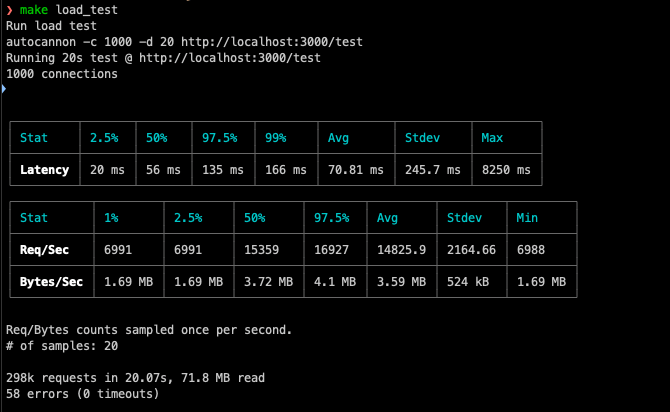 ❯ make load_test
Run load test
autocannon -c 1000 -d 20 http://localhost:3000/test
Running 20s test @ http://localhost:3000/test
1000 connections
Stat 2.5% 50% 97.5% 99% Avg Stdev Max
Latency 20 ms 56 ms 135 ms 166 ms 70.81 ms 245.7 ms 8250 ms
Stat 1% 2.5% 50% 97.5% Avg Stdev Min
Req/Sec 6991 6991 15359 16927 14825.9 2164.66 6988
Bytes/Sec 1.69 MB 1.69 MB 3.72 MB 4.1 MB 3.59 MB 524 kB 1.69 MB
Req/Bytes counts sampled once per second.
# of samples: 20
298k requests in 20.07s, 71.8 MB read
58 errors (0 timeouts)